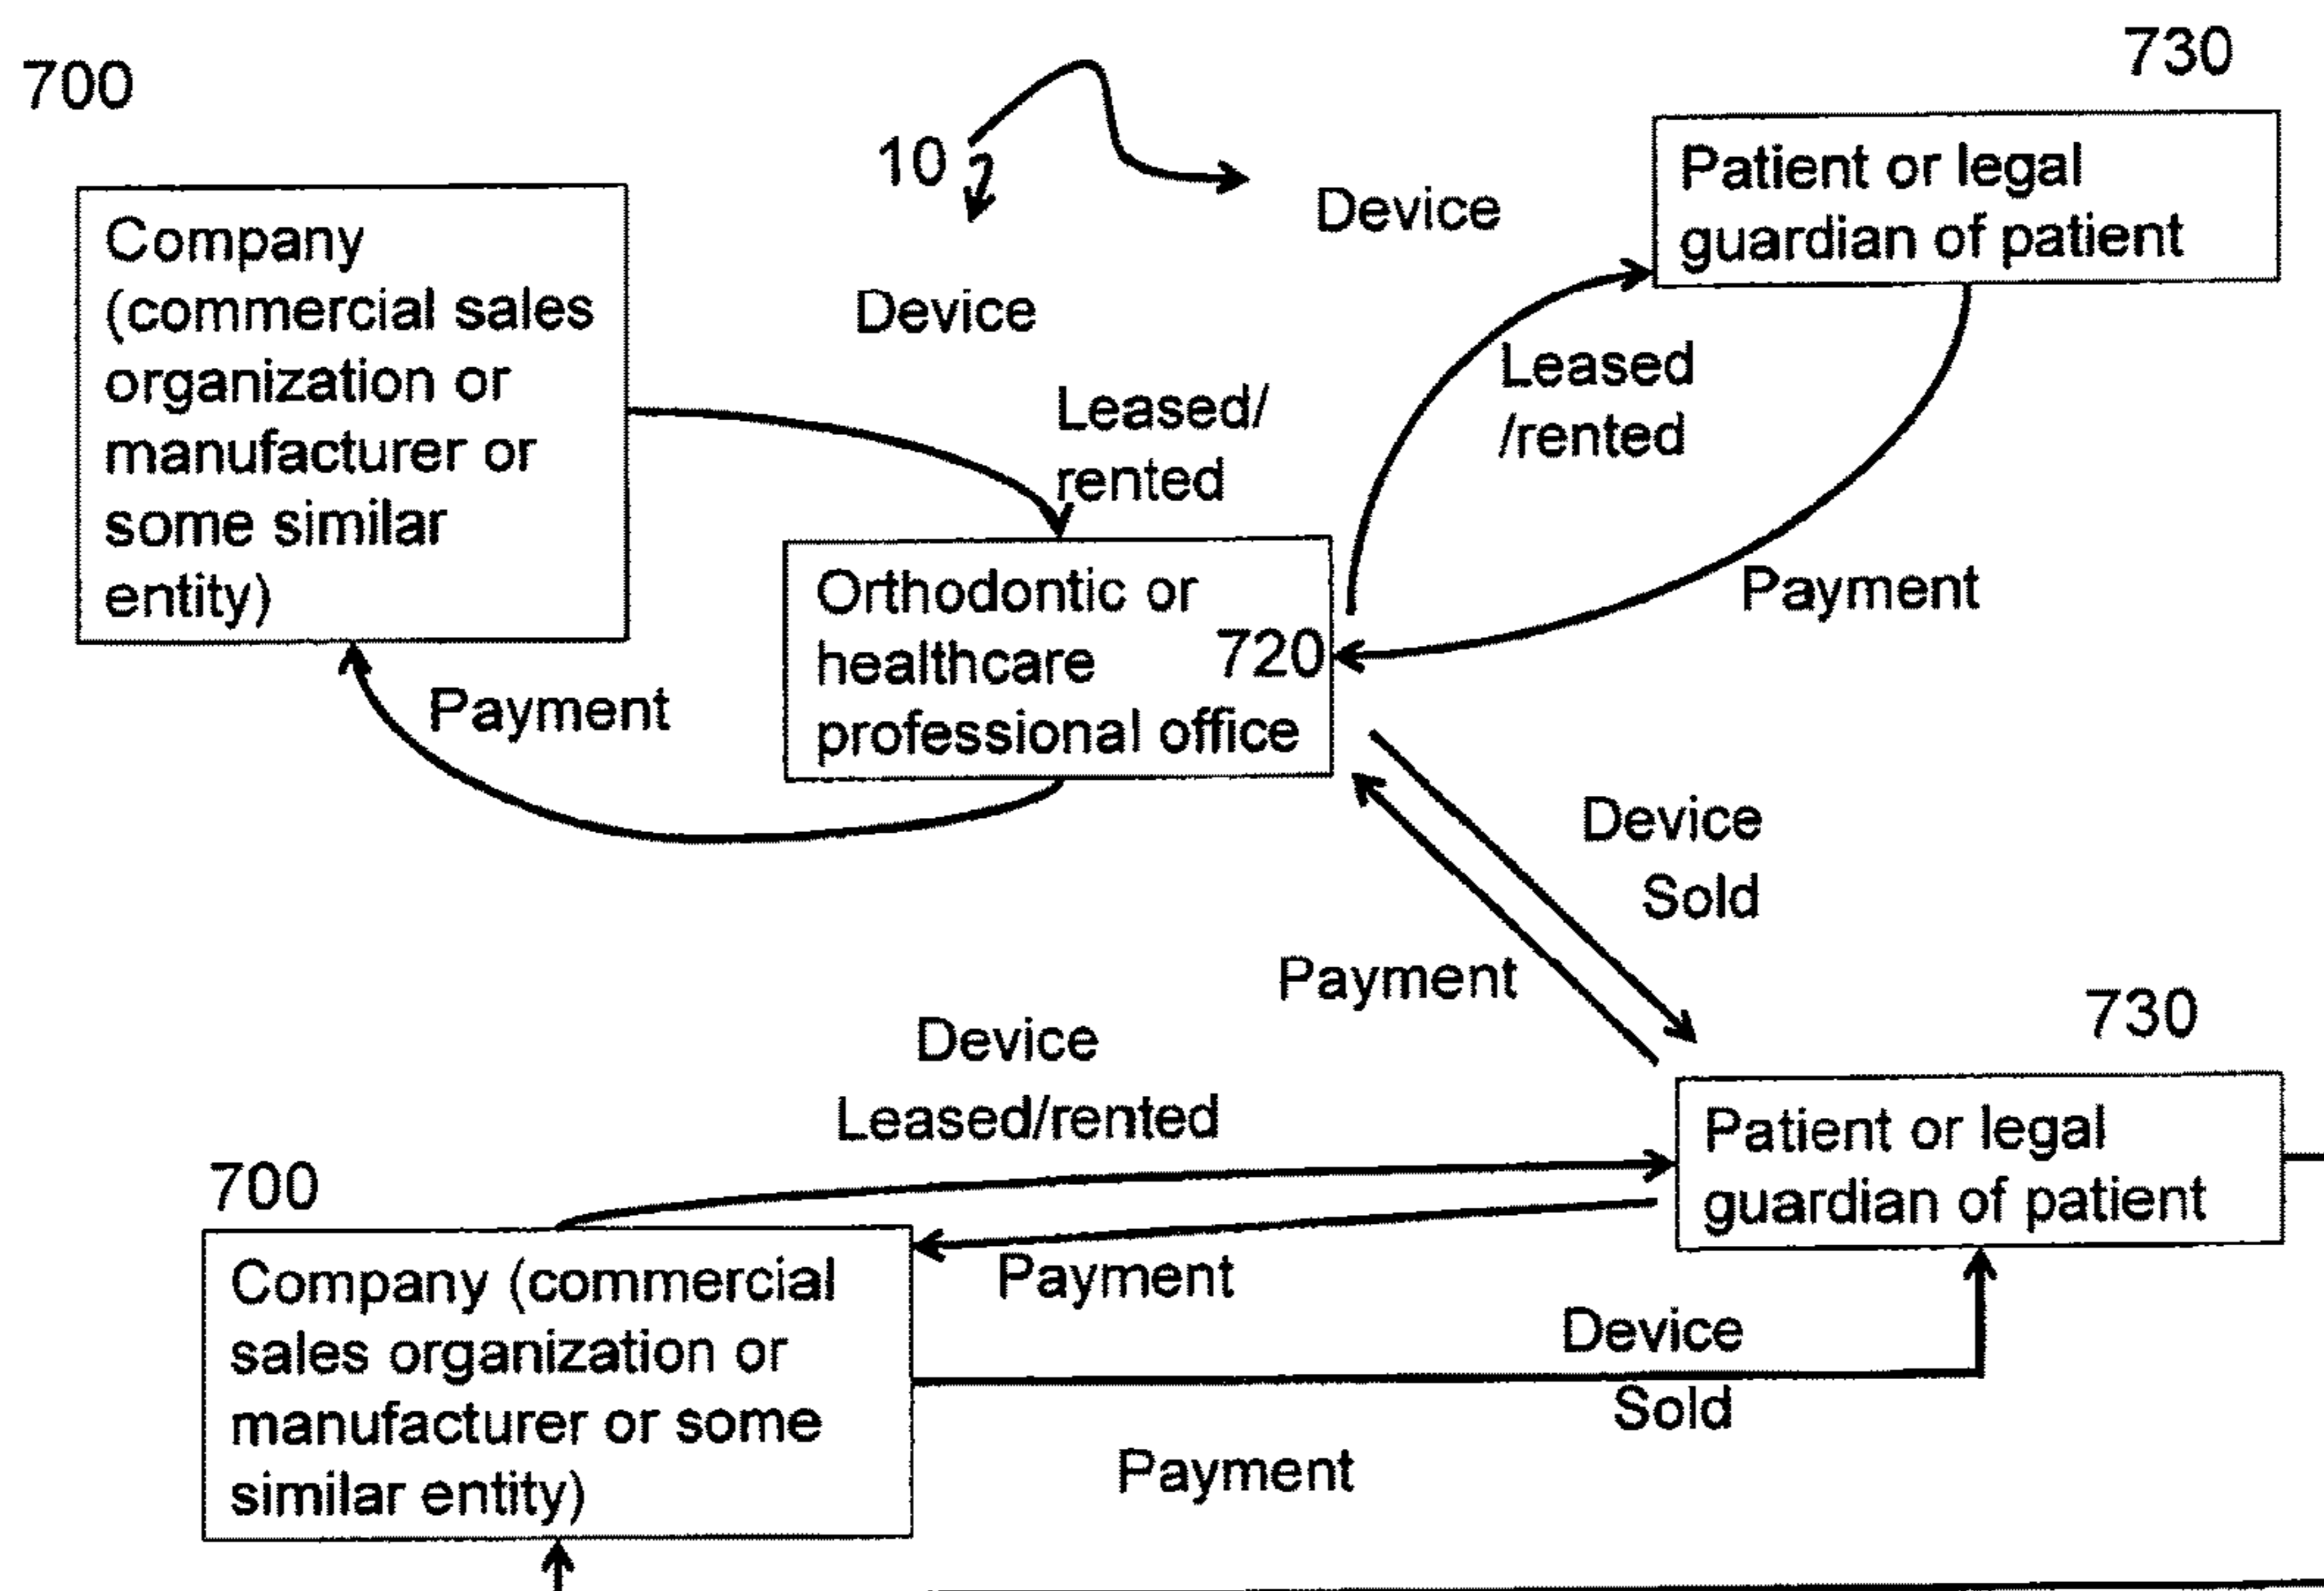 700
730
10
Device
Patient or legal
guardian of patient
Company
(commercial sales
organization or
manufacturer or
some similar
entity)
Device
Leased/
rented
Leased
/rented
Payment
Orthodontic or
healthcare
professional office
720
Payment
Device
Sold
Payment
730
Device
Leased/rented
Patient or legal
guardian of patient
700
Company (commercial
sales organization or
manufacturer or some
similar entity)
Payment
Device
Sold
Payment